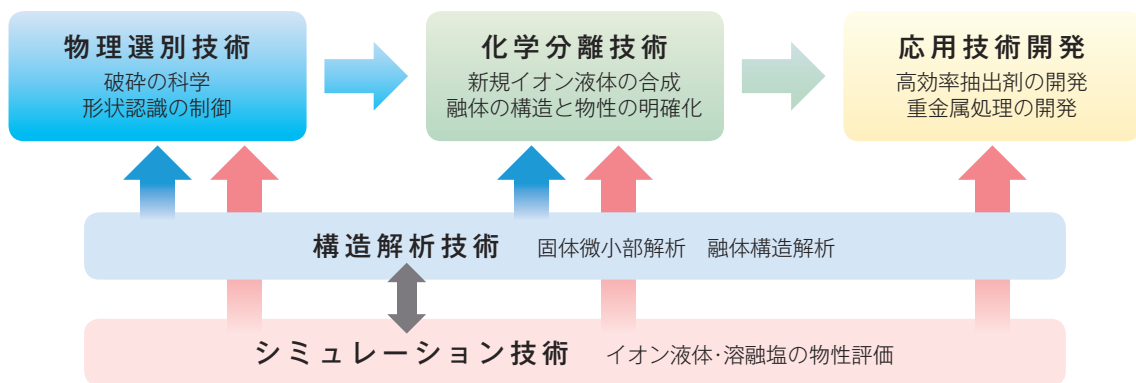 物理選別技術
破砕の科学
形状認識の制御
化学分離技術
新規イオン液体の合成
融体の構造と物性の明確化
応用技術開発
高効率抽出剤の開発
重金属処理の開発
構造解析技術 固体微小部解析 融体構造解析
シミュレーション技術 イオン液体・溶融塩の物性評価